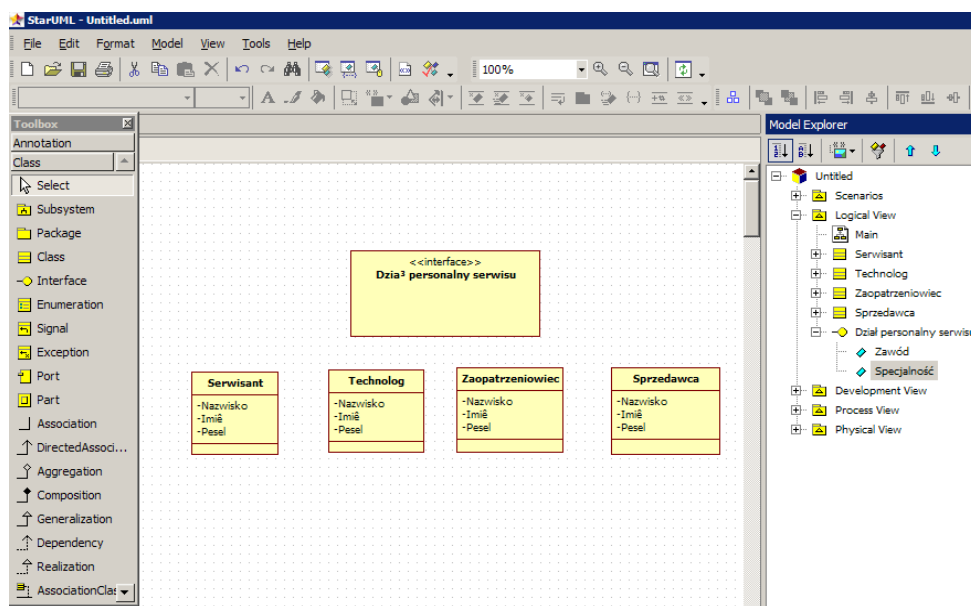 StarUML - Untitled.uml
File Edit Format Model View Tools Help
100%
Toolbox
Annotation
Class
Select
Subsystem
Package
Class
Interface
Enumeration
Signal
Exception
Port
Part
Association
DirectedAssoci...
Aggregation
Composition
Generalization
Dependency
Realization
AssociationClas
<<interface>>
Dzia³ personalny serwisu
Serwisant
-Nazwisko
-Imiê
-Pesel
Technolog
-Nazwisko
-Imiê
-Pesel
Zaopatrzeniowiec
-Nazwisko
-Imiê
-Pesel
Sprzedawca
-Nazwisko
-Imiê
-Pesel
Model Explorer
Untitled
Scenarios
Logical View
Main
Serwisant
Technolog
Zaopatrzeniowiec
Sprzedawca
Dział personalny serwisu
Zawód
Specjalność
Development View
Process View
Physical View